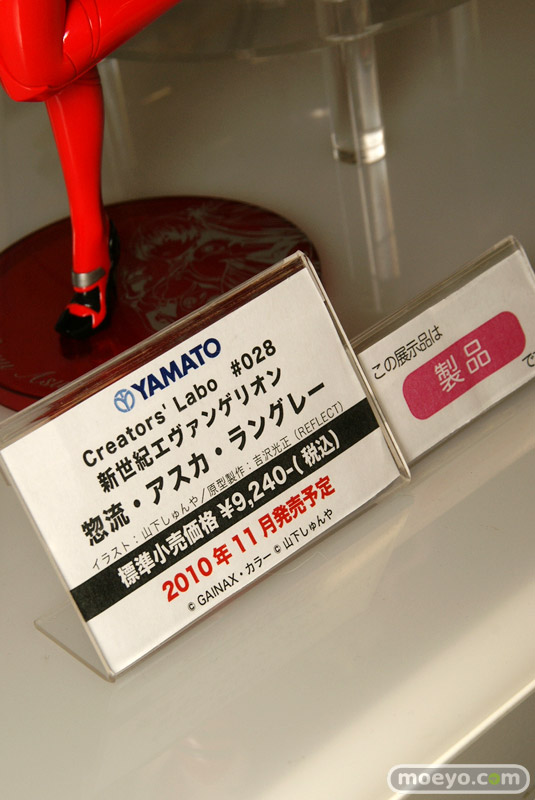 YAMATO
Creators' Labo #028
新世紀エヴァンゲリオン
惣流・アスカ・ラングレー
イラスト：山下しゅんや/原型製作：吉沢光正（REFLECT）
標準小売価格￥9,240-(税込)
2010年11月発売予定
© GAINAX・カラー © 山下しゅんや
この展示品は
製品
で
moeyo.com